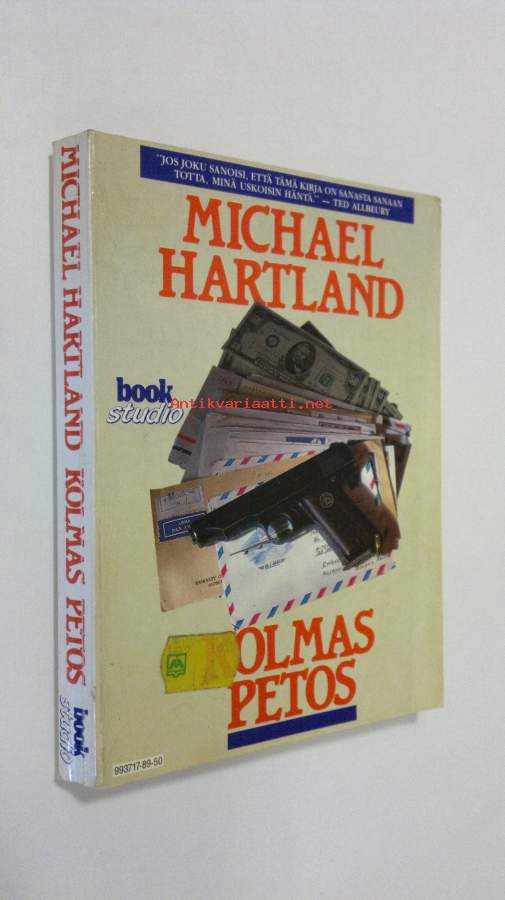 "JOS JOKU SANOISI, ETTÄ TÄMÄ KIRJA ON SANASTA SANAAN
TOTTA, MINÄ USKOISIN HÄNTÄ." — TED ALLBEURY
MICHAEL
HARTLAND
book
studio
Antikvariaatti.net
KOLMAS
PETOS
993717-89-50
MICHAEL HARTLAND KOLMAS PETOS
book
studio